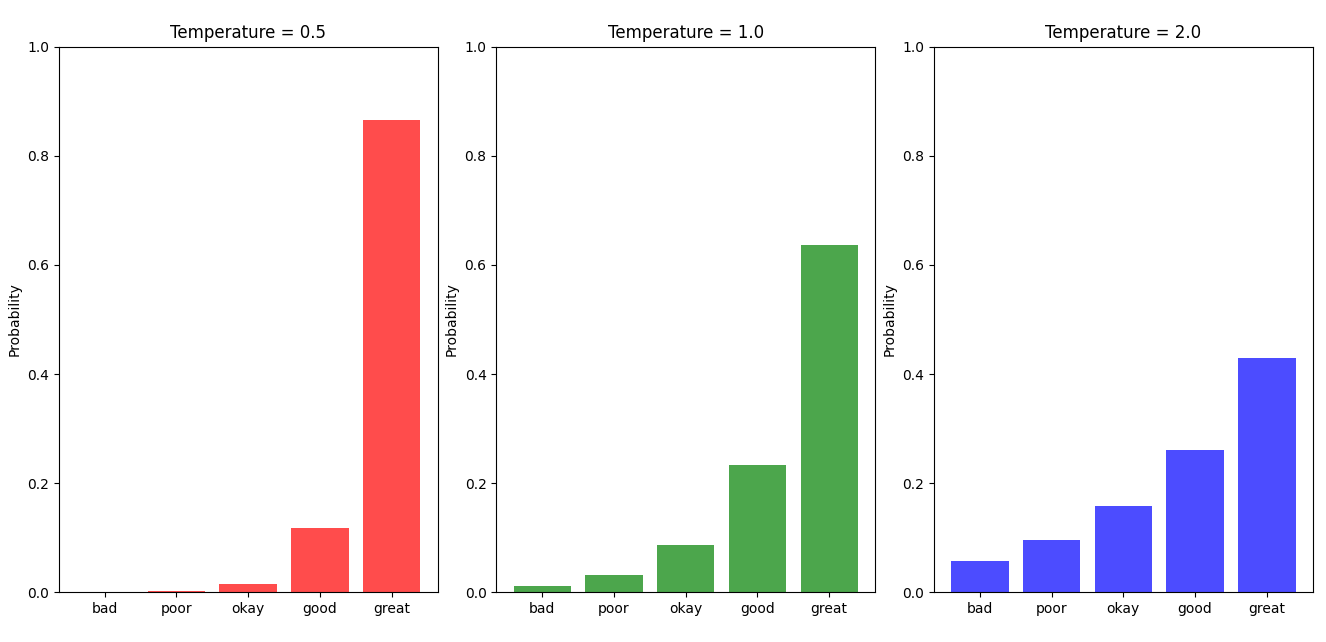 Temperature = 0.5
1.0
0.8
0.6
0.4
0.2
0.0
Probability
bad poor okay good great
Temperature = 1.0
1.0
0.8
0.6
0.4
0.2
0.0
Probability
bad poor okay good great
Temperature = 2.0
1.0
0.8
0.6
0.4
0.2
0.0
Probability
bad poor okay good great